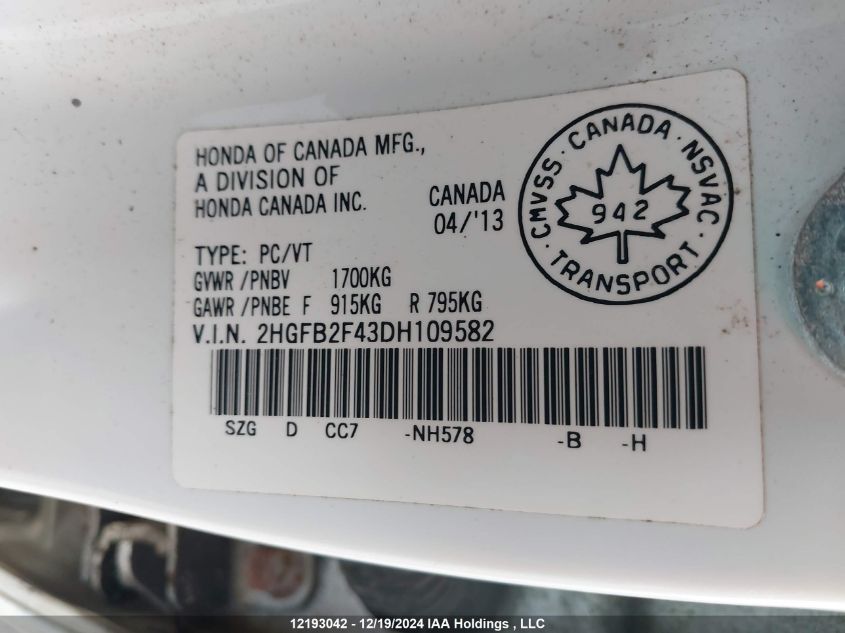 HONDA OF CANADA MFG.,
A DIVISION OF
HONDA CANADA INC.
CANADA
04/'13
CMVSS · CANADA · NSVAC · TRANSPORT ·
942
TYPE: PC/VT
GVWR /PNBV 1700KG
GAWR /PNBE F 915KG R 795KG
V.I.N. 2HGFB2F43DH109582
SZG D CC7 -NH578 -B -H
12193042 - 12/19/2024 IAA Holdings , LLC